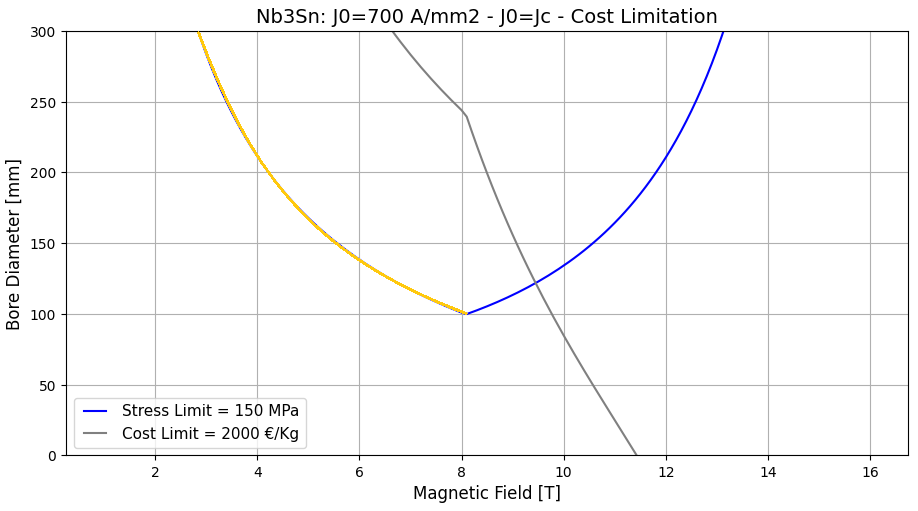 Nb3Sn: J0=700 A/mm2 - J0=Jc - Cost Limitation
Bore Diameter [mm]
300
250
200
150
100
50
0
Stress Limit = 150 MPa
Cost Limit = 2000 €/Kg
2 4 6 8 10 12 14 16
Magnetic Field [T]